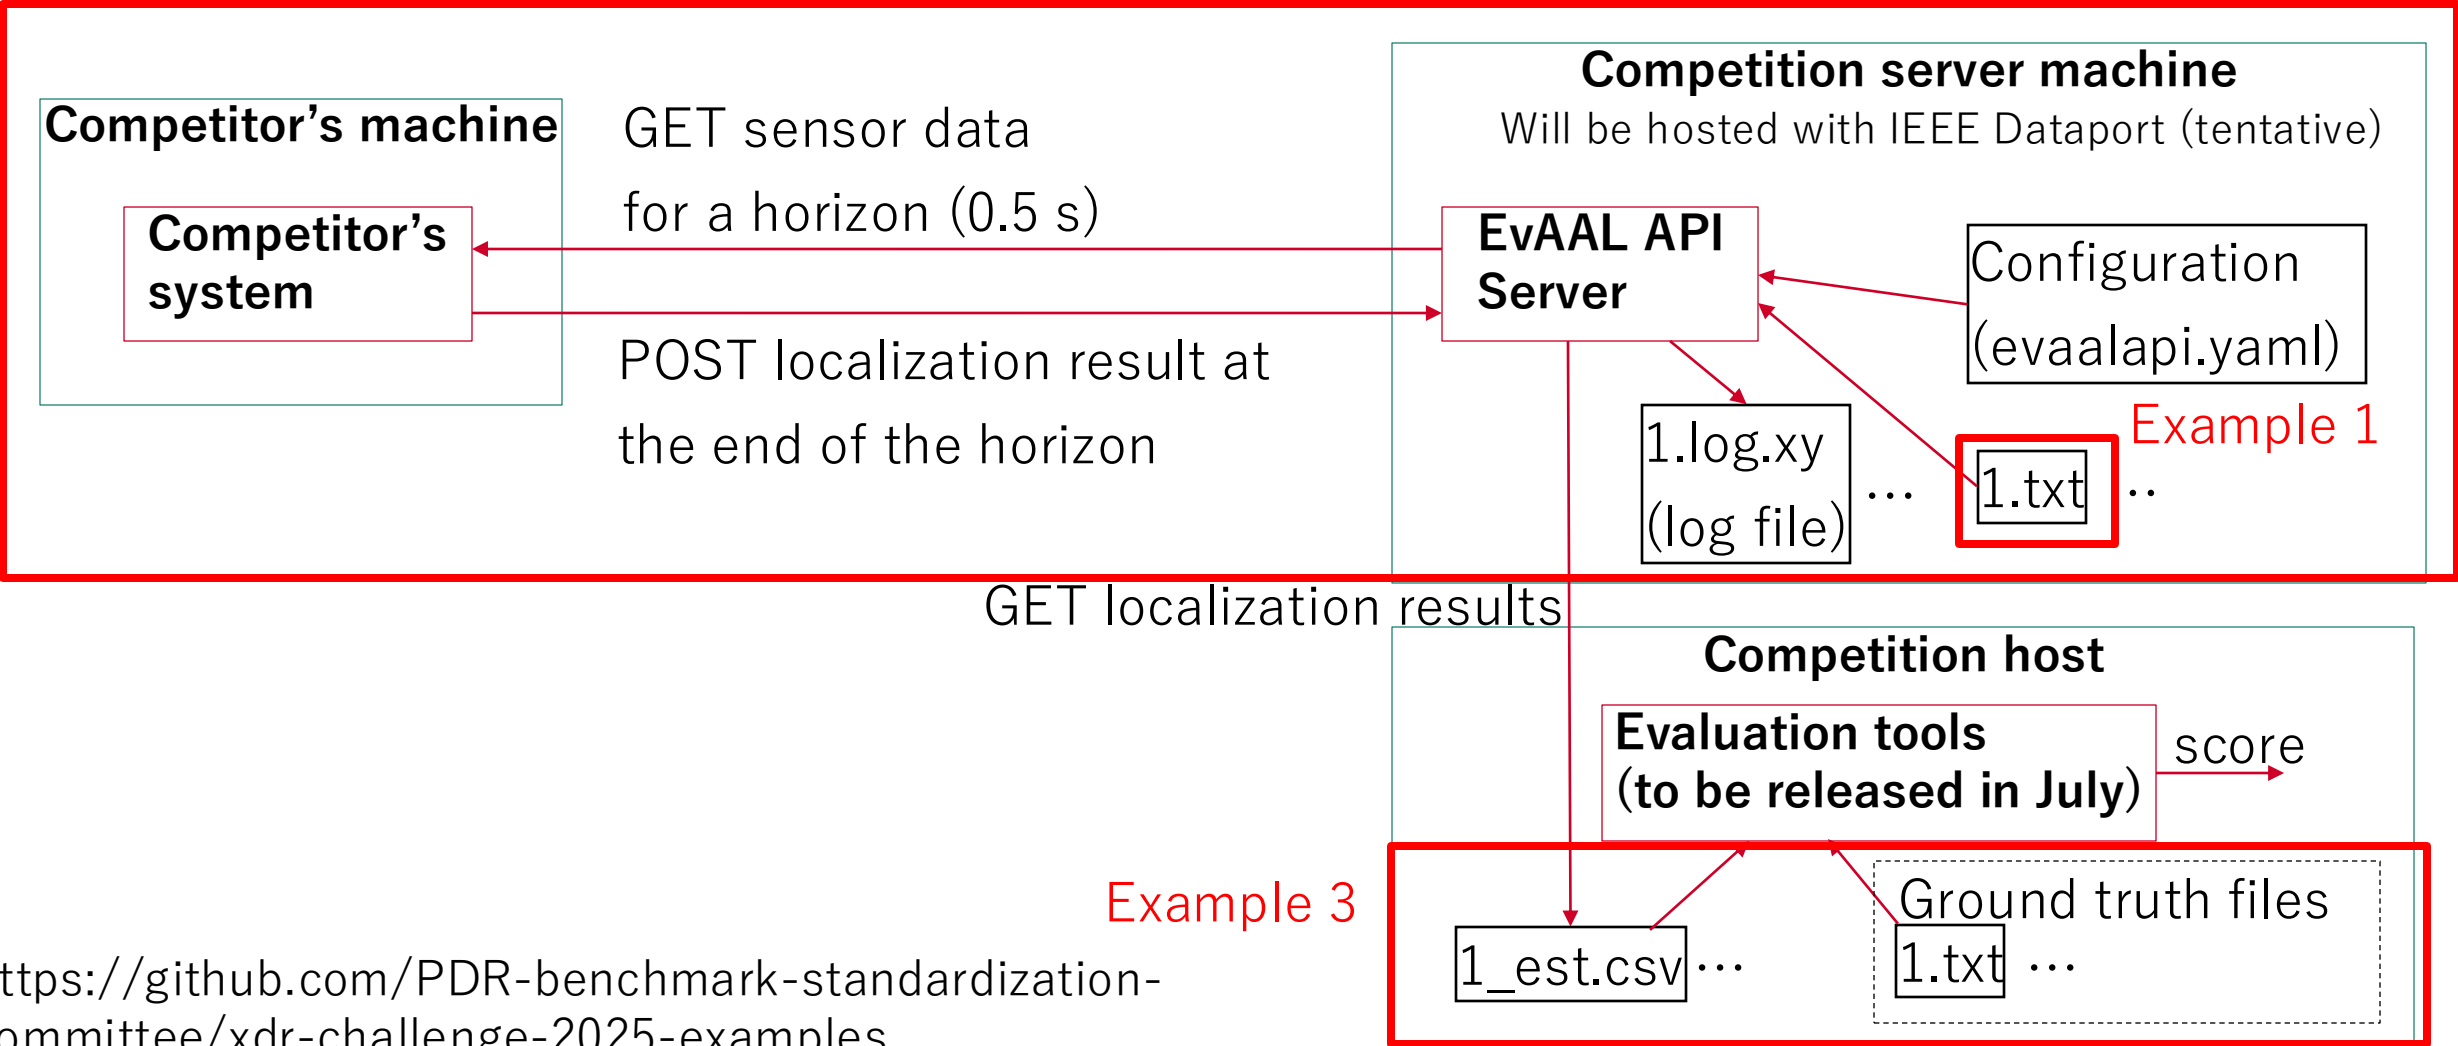 Competition server machine
Will be hosted with IEEE Dataport (tentative)
Competitor’s machine
GET sensor data
for a horizon (0.5 s)
Competitor’s
system
EvAAL API
Server
Configuration
(evaalapi.yaml)
POST localization result at
the end of the horizon
Example 1
1.log.xy
(log file)
…
1.txt
··
GET localization results
Competition host
Evaluation tools
(to be released in July)
score
Example 3
Ground truth files
1_est.csv
…
1.txt
…
ttps://github.com/PDR-benchmark-standardization-
ommittee/xdr-challenge-2025-examples